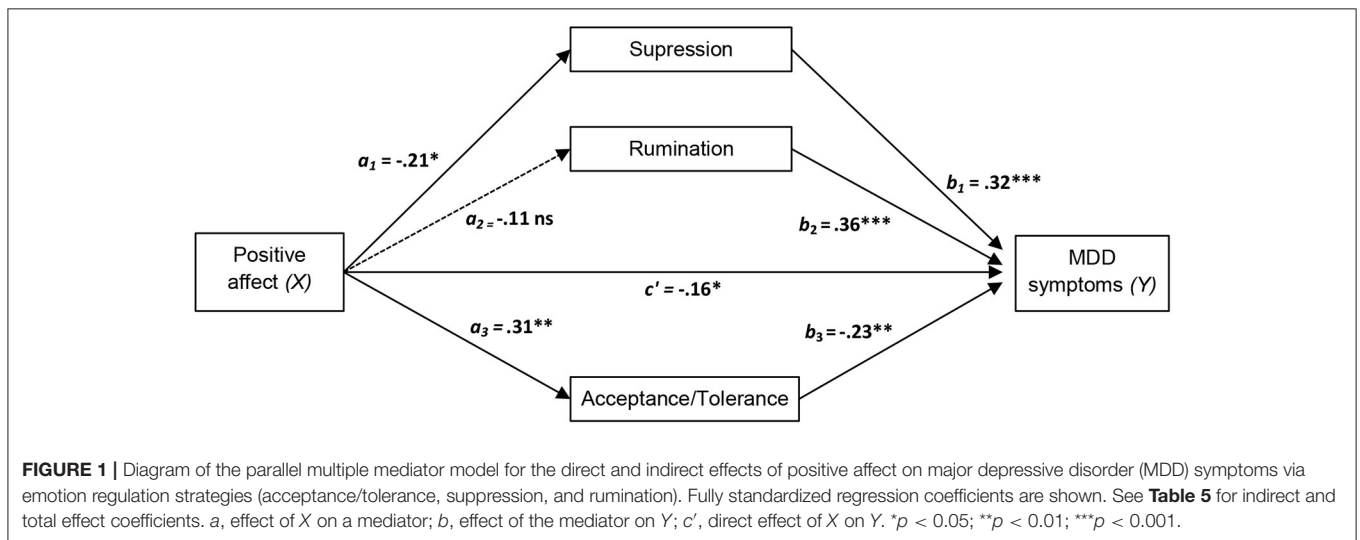 Supression
Rumination
a1 = -.21*
b1 = .32***
a2 = -.11 ns
b2 = .36***
Positive
affect (X)
MDD
symptoms (Y)
c' = -.16*
a3 = .31**
b3 = -.23**
Acceptance/Tolerance
FIGURE 1 | Diagram of the parallel multiple mediator model for the direct and indirect effects of positive affect on major depressive disorder (MDD) symptoms via
emotion regulation strategies (acceptance/tolerance, suppression, and rumination). Fully standardized regression coefficients are shown. See Table 5 for indirect and
total effect coefficients. a, effect of X on a mediator; b, effect of the mediator on Y; c′, direct effect of X on Y. *p < 0.05; **p < 0.01; ***p < 0.001.